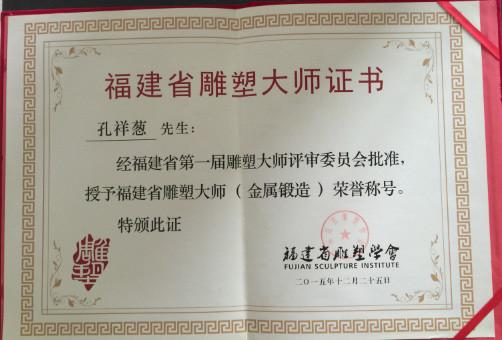 福建省雕塑大师证书
孔祥葱 先生：
经福建省第一届雕塑大师评审委员会批准，
授予福建省雕塑大师（金属锻造）荣誉称号。
特颁此证
雕塑
福建省雕塑学會
FUJIAN SCULPTURE INSTITUTE
二〇一五年十二月二十五日